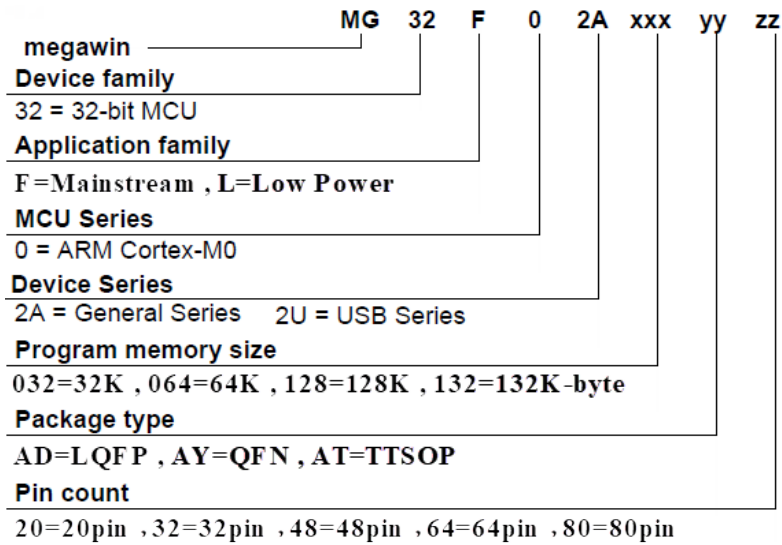 MG 32 F 0 2A xxx yy zz
megawin
Device family
32 = 32-bit MCU
Application family
F=Mainstream , L=Low Power
MCU Series
0 = ARM Cortex-M0
Device Series
2A = General Series 2U = USB Series
Program memory size
032=32K , 064=64K , 128=128K , 132=132K-byte
Package type
AD=LQFP , AY=QFN , AT=TTSOP
Pin count
20=20pin , 32=32pin , 48=48pin , 64=64pin , 80=80pin